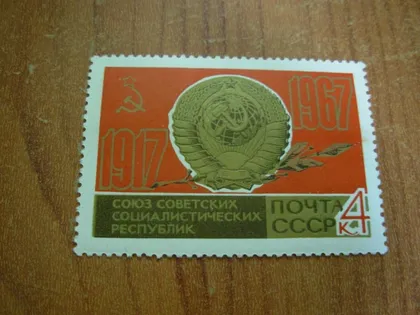 1917
1967
СОЮЗ СОВЕТСКИХ
СОЦИАЛИСТИЧЕСКИХ
РЕСПУБЛИК
ПОЧТА
СССР
4
К